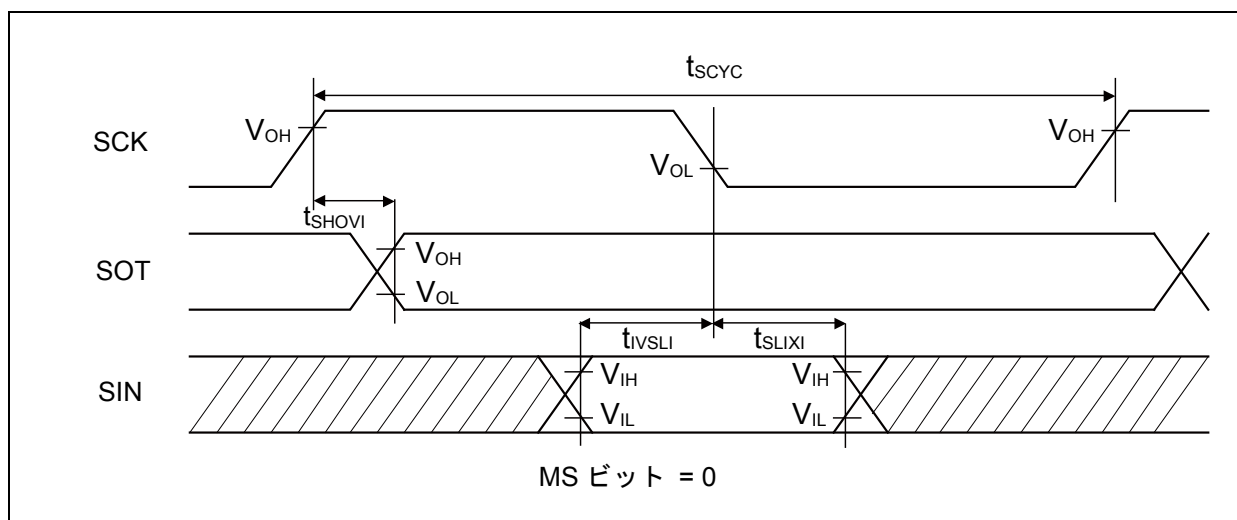 tSCYC
SCK
VOH
VOL
VOH
tSHOVI
SOT
VOH
VOL
tIVSLI
tSLIXI
SIN
VIH
VIH
VIL
VIL
MS ビット = 0